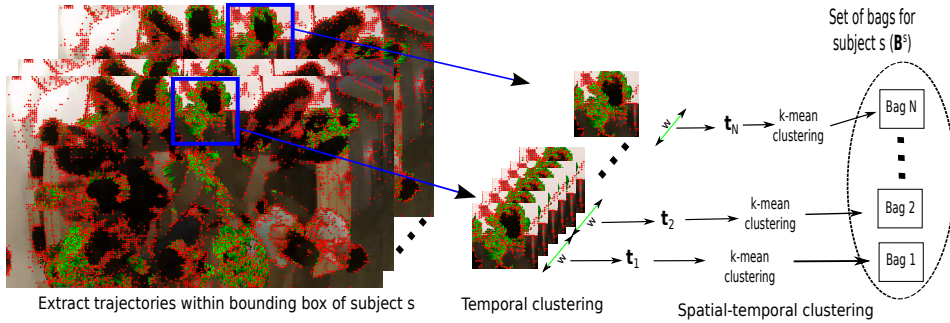 Set of bags for
subject s (Bˢ)
Bag N
w
t_N
k-mean
clustering
Bag 2
w
t_2
k-mean
clustering
Bag 1
w
t_1
k-mean
clustering
Extract trajectories within bounding box of subject s
Temporal clustering
Spatial-temporal clustering